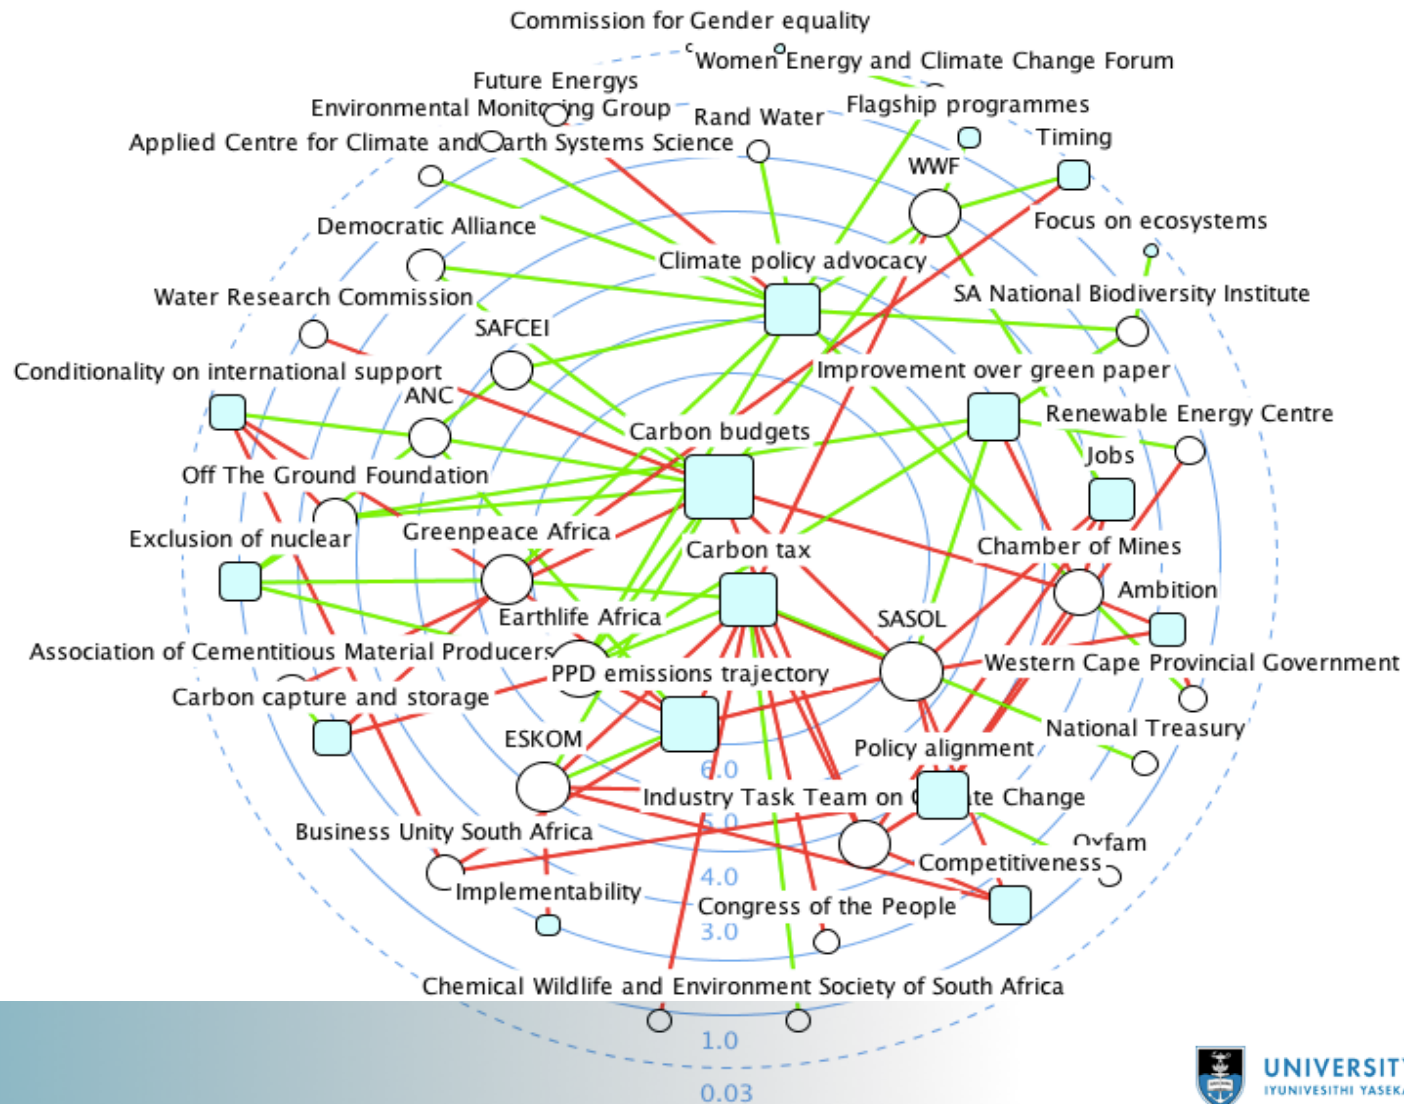 Commission for Gender equality
Women Energy and Climate Change Forum
Future Energys
Environmental Monitoring Group
Rand Water
Flagship programmes
Applied Centre for Climate and Earth Systems Science
Timing
WWF
Democratic Alliance
Focus on ecosystems
Climate policy advocacy
Water Research Commission
SA National Biodiversity Institute
SAFCEI
Conditionality on international support
Improvement over green paper
ANC
Renewable Energy Centre
Carbon budgets
Jobs
Off The Ground Foundation
Greenpeace Africa
Exclusion of nuclear
Carbon tax
Chamber of Mines
Ambition
Earthlife Africa
SASOL
Association of Cementitious Material Producers
Western Cape Provincial Government
PPD emissions trajectory
Carbon capture and storage
National Treasury
ESKOM
Policy alignment
6.0
Industry Task Team on Climate Change
5.0
Business Unity South Africa
Oxfam
Competitiveness
4.0
Implementability
Congress of the People
3.0
Chemical Wildlife and Environment Society of South Africa
1.0
0.03
UNIVERSITY
IYUNIVESITHI YASEKA